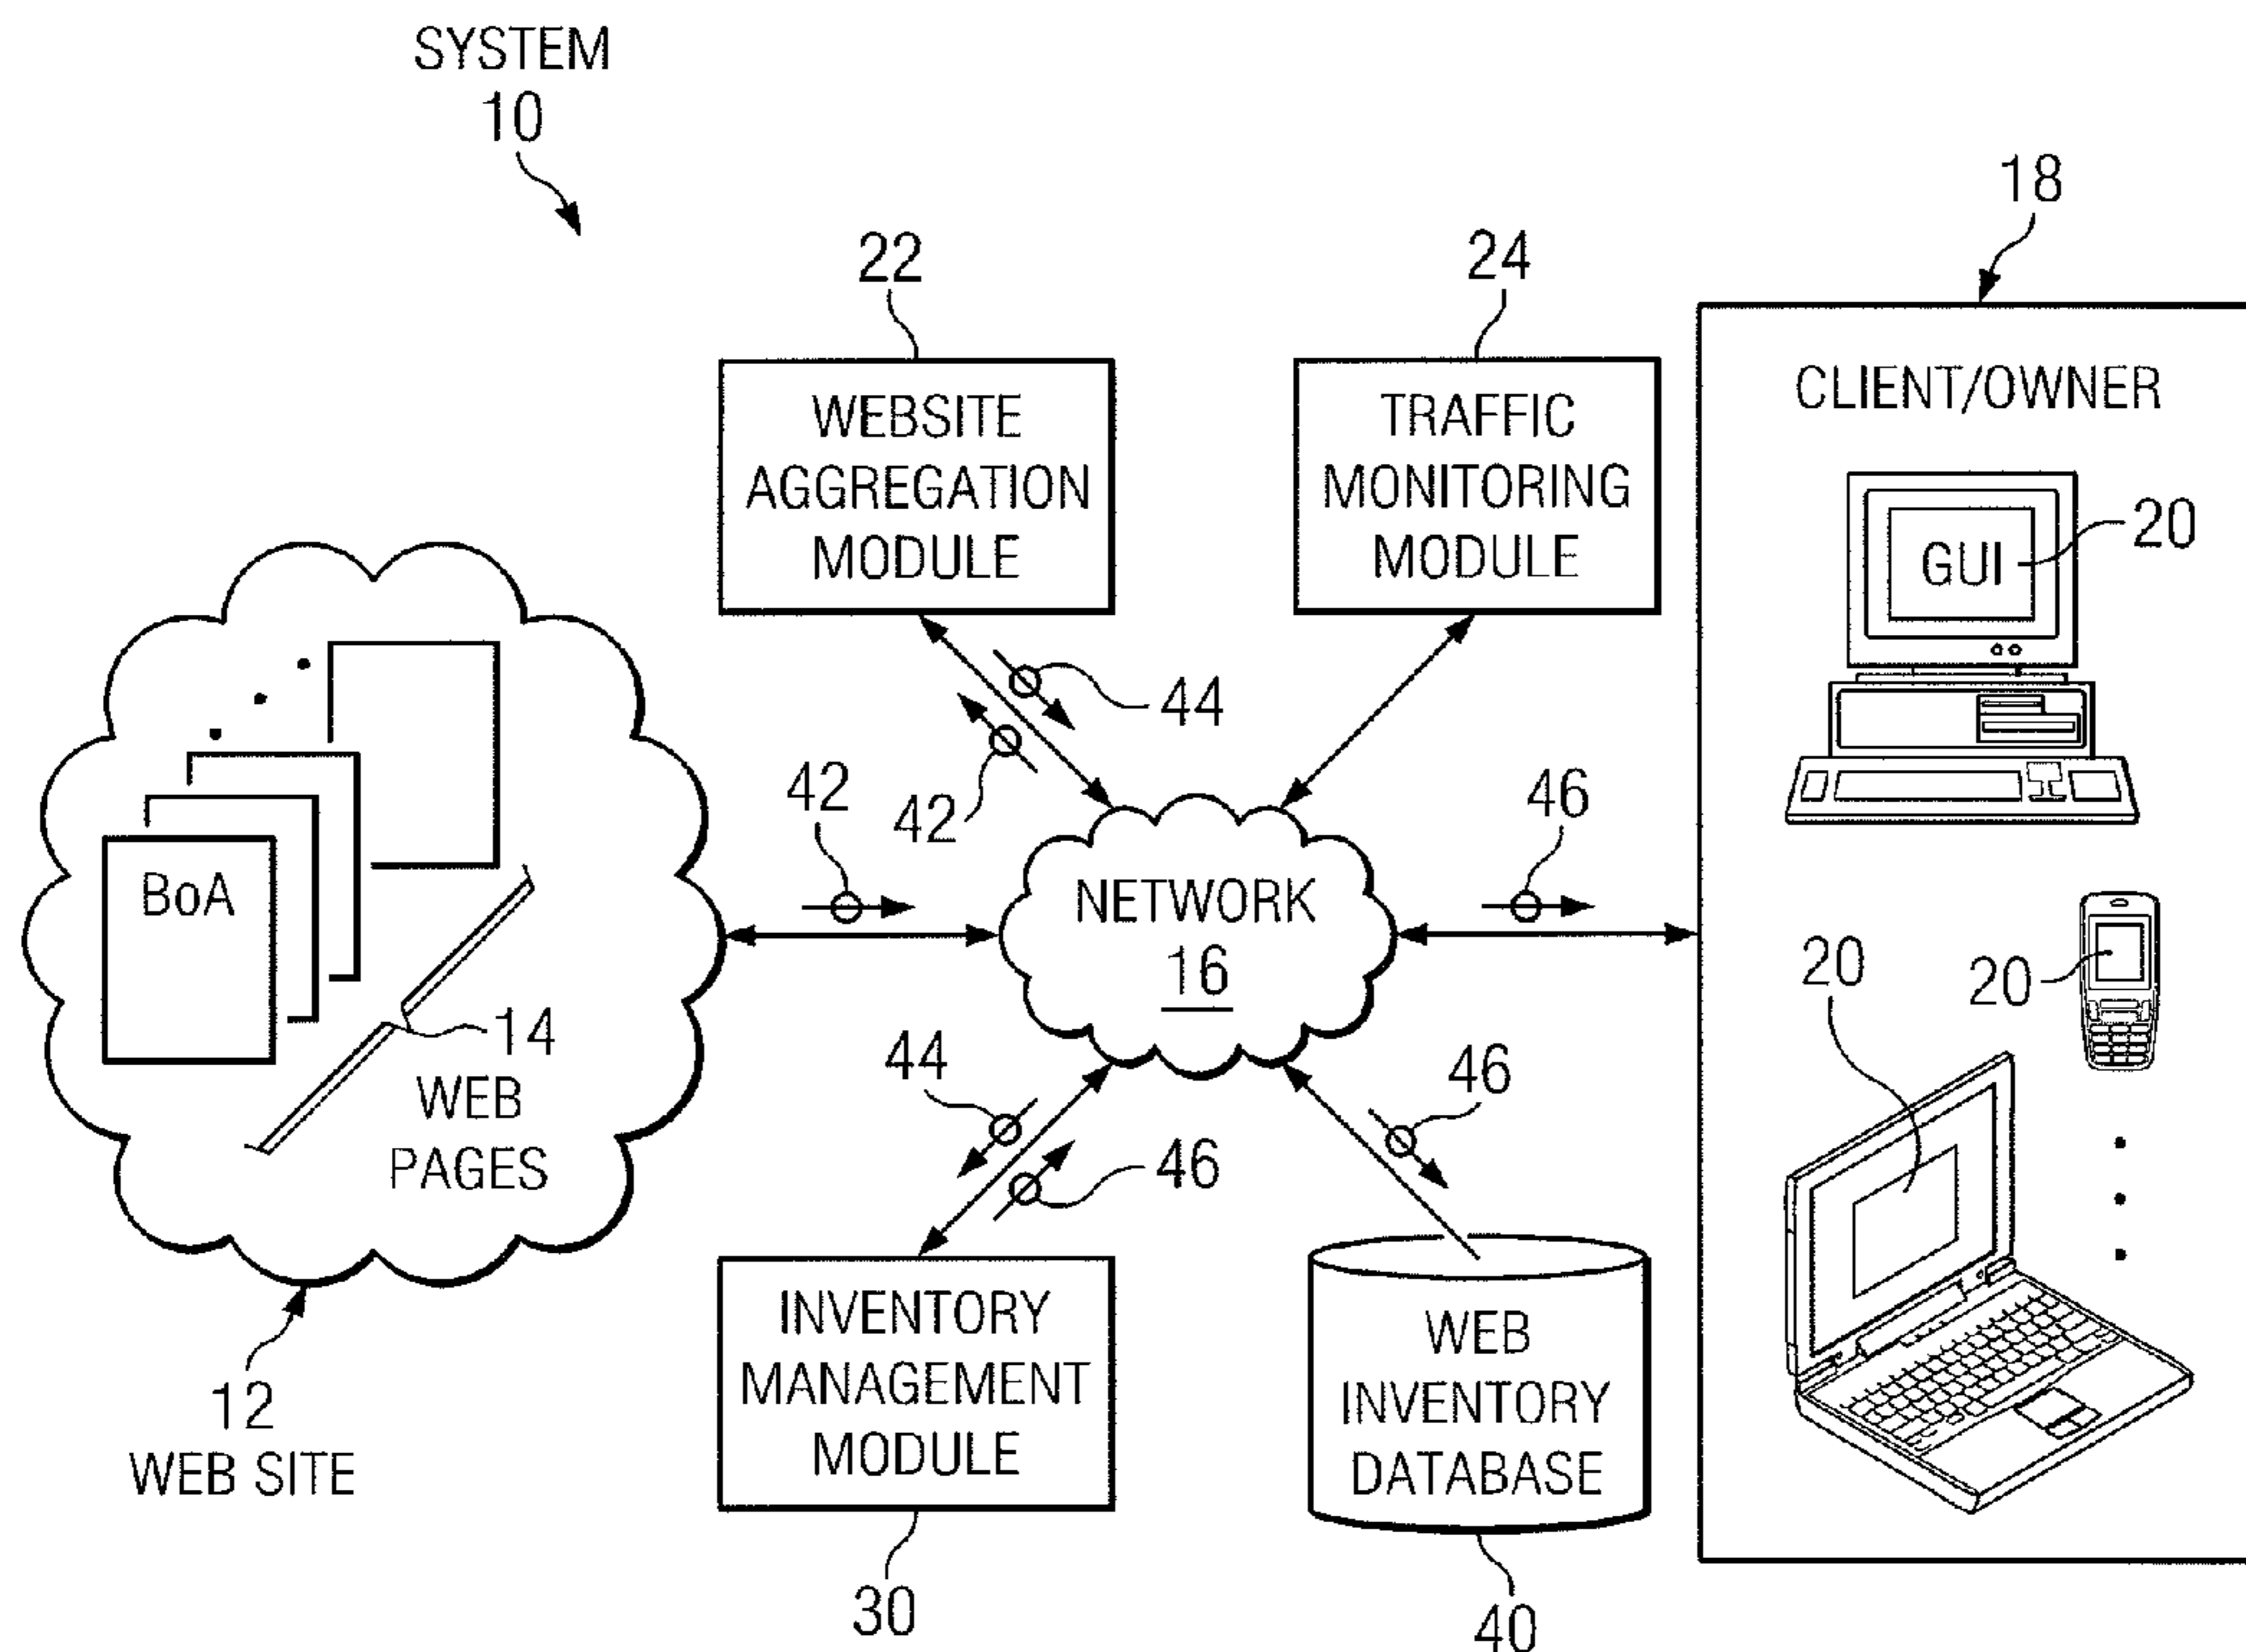 SYSTEM
10
18
22
24
WEBSITE
AGGREGATION
MODULE
TRAFFIC
MONITORING
MODULE
CLIENT/OWNER
GUI
20
44
42
42
46
BoA
NETWORK
16
20
20
14
WEB
PAGES
44
46
46
INVENTORY
MANAGEMENT
MODULE
WEB
INVENTORY
DATABASE
12
WEB SITE
30
40